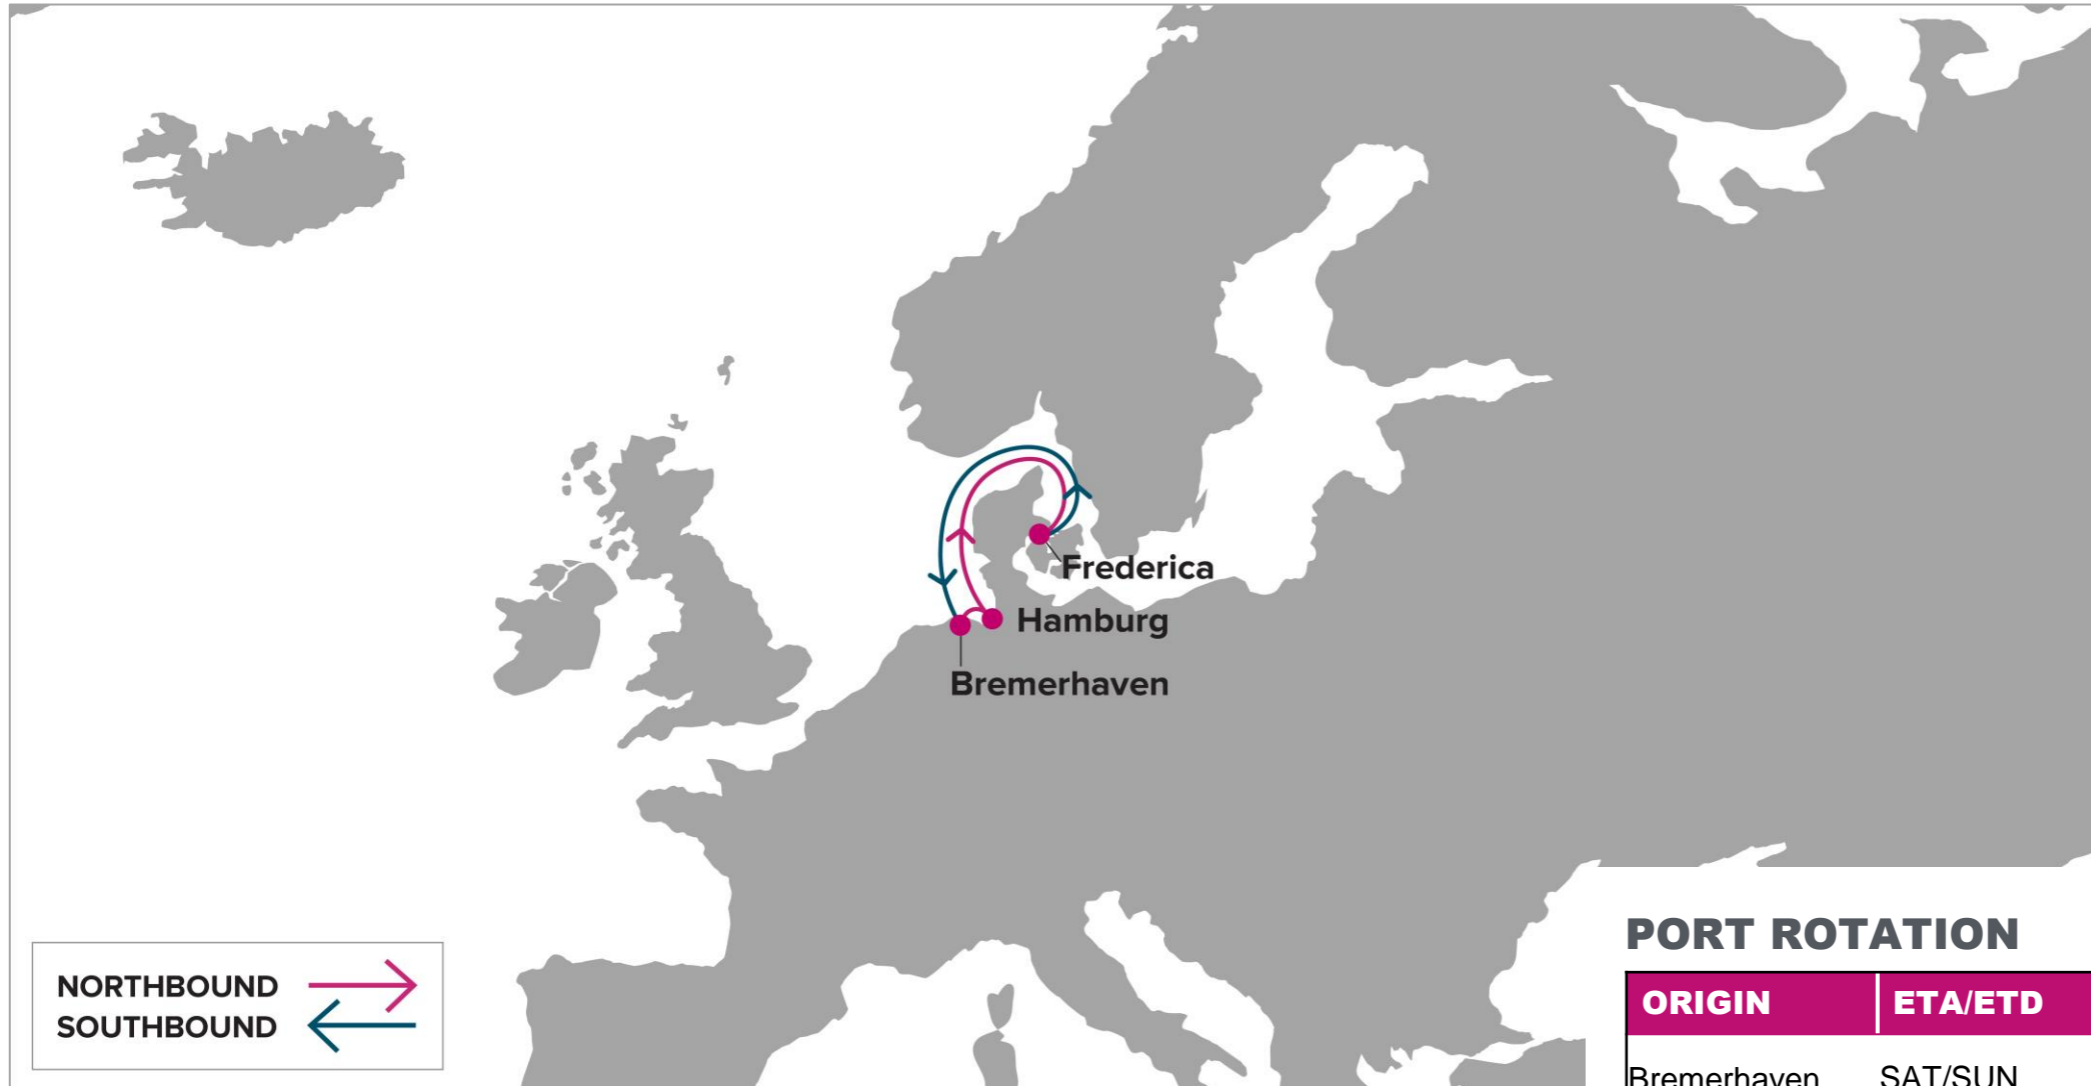 Frederica
Hamburg
Bremerhaven
NORTHBOUND
SOUTHBOUND
PORT ROTATION
ORIGIN ETA/ETD
Bremerhaven SAT/SUN